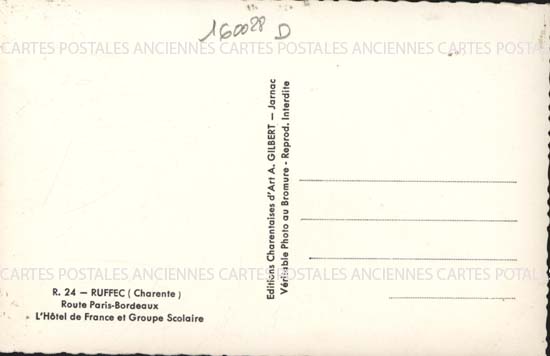 160028 D
CARTES POSTALES ANCIENNES CARTES POSTALES ANCIENNES CARTES POSTALES
Editions Charentaises d'Art A. GILBERT — Jarnac
Véritable Photo au Bromure - Reprod. Interdite
CARTES POSTALES ANCIENNES CARTES POSTALES ANCIENNES CARTES POSTALES
R. 24 — RUFFEC ( Charente )
Route Paris-Bordeaux
L'Hôtel de France et Groupe Scolaire